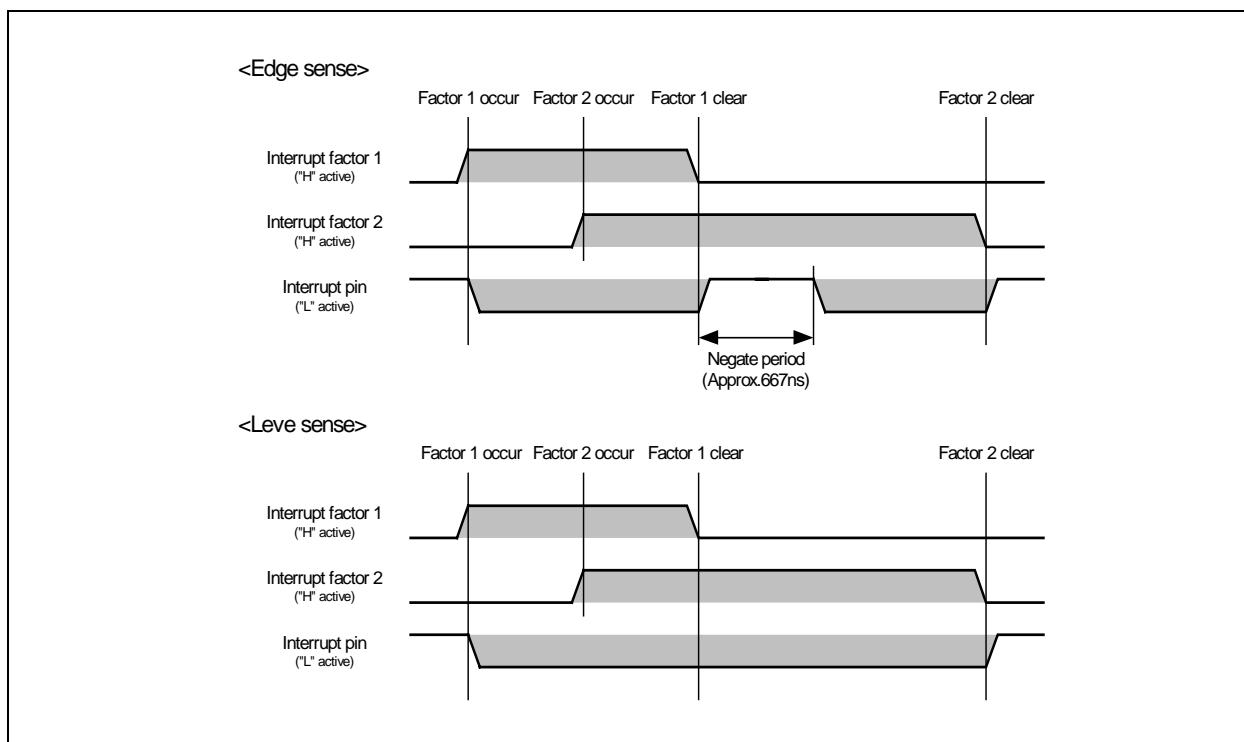 <Edge sense>
Factor 1 occur Factor 2 occur Factor 1 clear Factor 2 clear
Interrupt factor 1
("H" active)
Interrupt factor 2
("H" active)
Interrupt pin
("L" active)
Negate period
(Approx.667ns)
<Leve sense>
Factor 1 occur Factor 2 occur Factor 1 clear Factor 2 clear
Interrupt factor 1
("H" active)
Interrupt factor 2
("H" active)
Interrupt pin
("L" active)